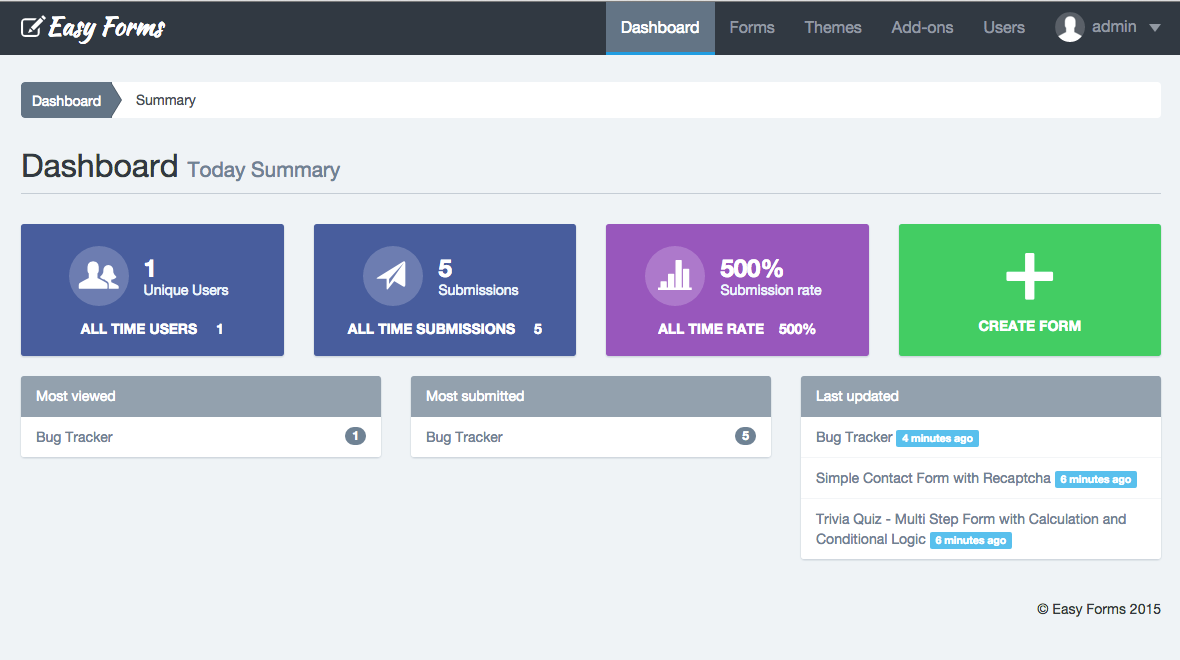 Easy Forms
Dashboard Forms Themes Add-ons Users admin
Dashboard Summary
Dashboard Today Summary
1
Unique Users
ALL TIME USERS 1
5
Submissions
ALL TIME SUBMISSIONS 5
500%
Submission rate
ALL TIME RATE 500%
CREATE FORM
Most viewed
Bug Tracker 1
Most submitted
Bug Tracker 5
Last updated
Bug Tracker 4 minutes ago
Simple Contact Form with Recaptcha 6 minutes ago
Trivia Quiz - Multi Step Form with Calculation and
Conditional Logic 6 minutes ago
© Easy Forms 2015